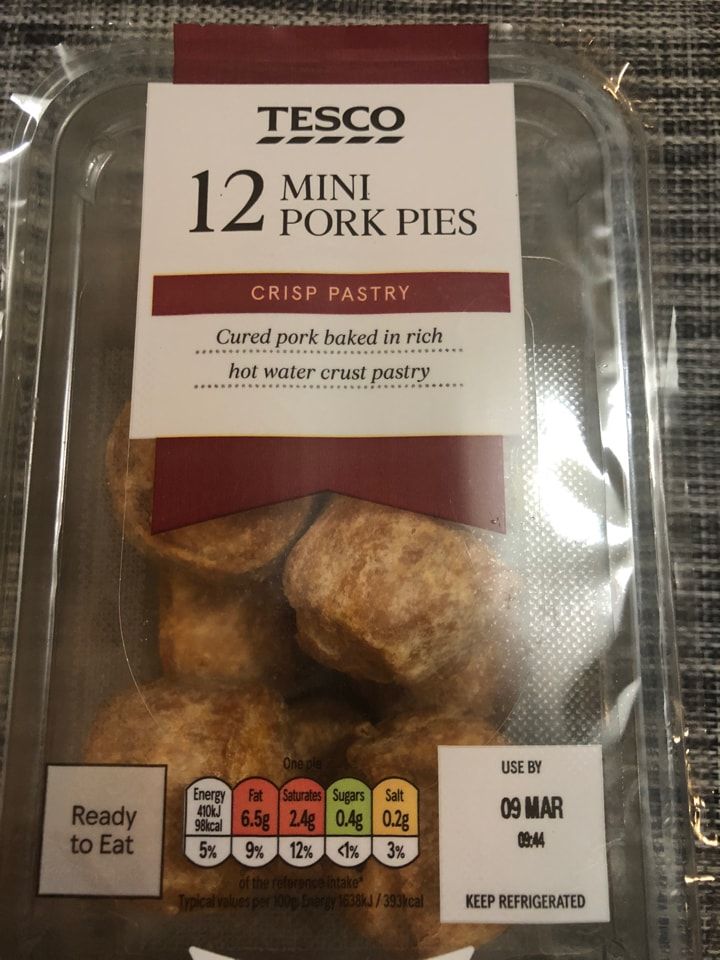 TESCO
12 MINI
PORK PIES
CRISP PASTRY
Cured pork baked in rich
hot water crust pastry
Ready
to Eat
One pie
Energy
410kJ
98kcal
5%
Fat
6.5g
9%
Saturates
2.4g
12%
Sugars
0.4g
<1%
Salt
0.2g
3%
of the reference intake*
Typical values per 100g: Energy 1638kJ / 393kcal
USE BY
09 MAR
09:44
KEEP REFRIGERATED